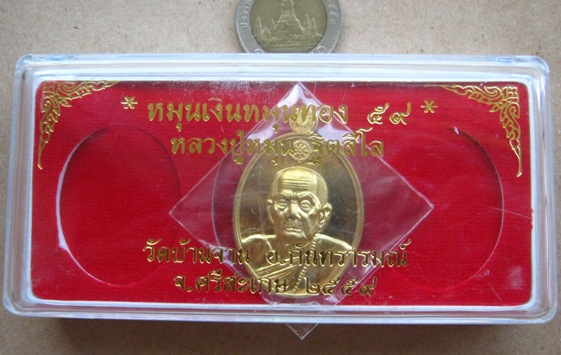 * หมุนเงินหมุนทอง ๕๙ *
หลวงปู่หมุน ฐิตสีโล
วัดบ้านจาน อ.กันทรารมณ์
จ.ศรีสะเกษ ๒๕๕๙